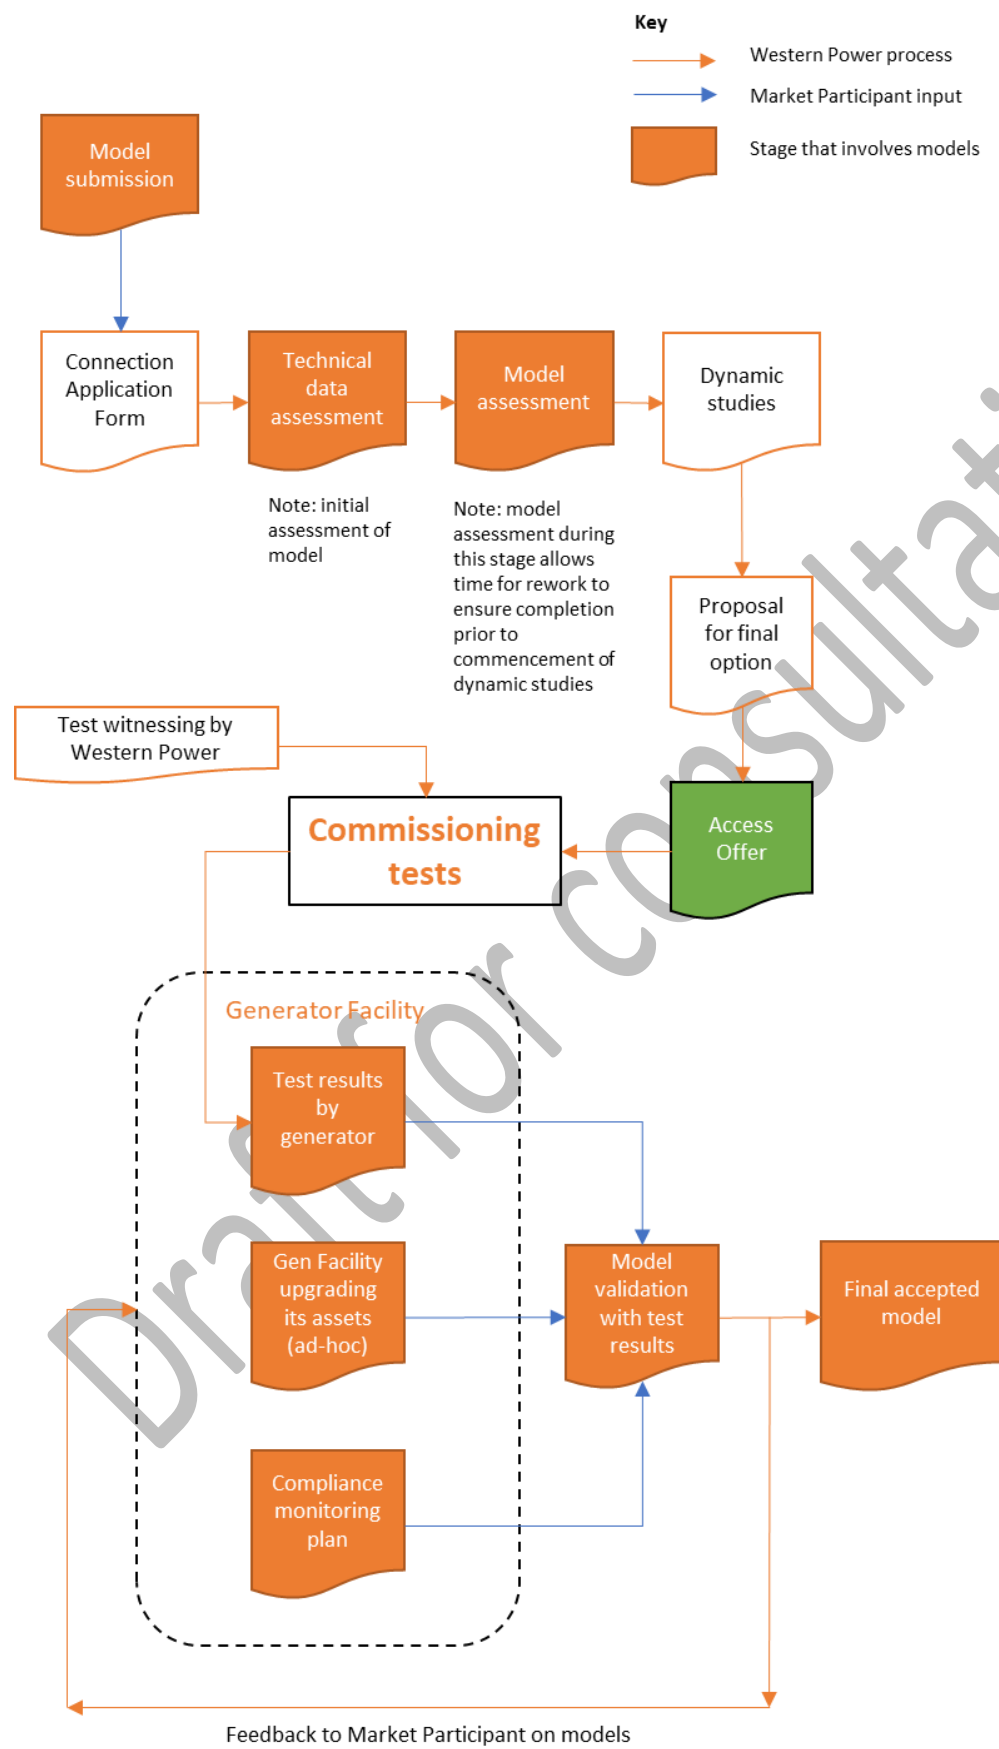 Key
Western Power process
Market Participant input
Stage that involves models
Model
submission
Connection
Application
Form
Technical
data
assessment
Model
assessment
Dynamic
studies
Note: initial
assessment of
model
Note: model
assessment during
this stage allows
time for rework to
ensure completion
prior to
commencement of
dynamic studies
Proposal
for final
option
Test witnessing by
Western Power
Commissioning
tests
Access
Offer
Generator Facility
Test results
by
generator
Gen Facility
upgrading
its assets
(ad-hoc)
Model
validation
with test
results
Final accepted
model
Compliance
monitoring
plan
Feedback to Market Participant on models
Draft for consultati